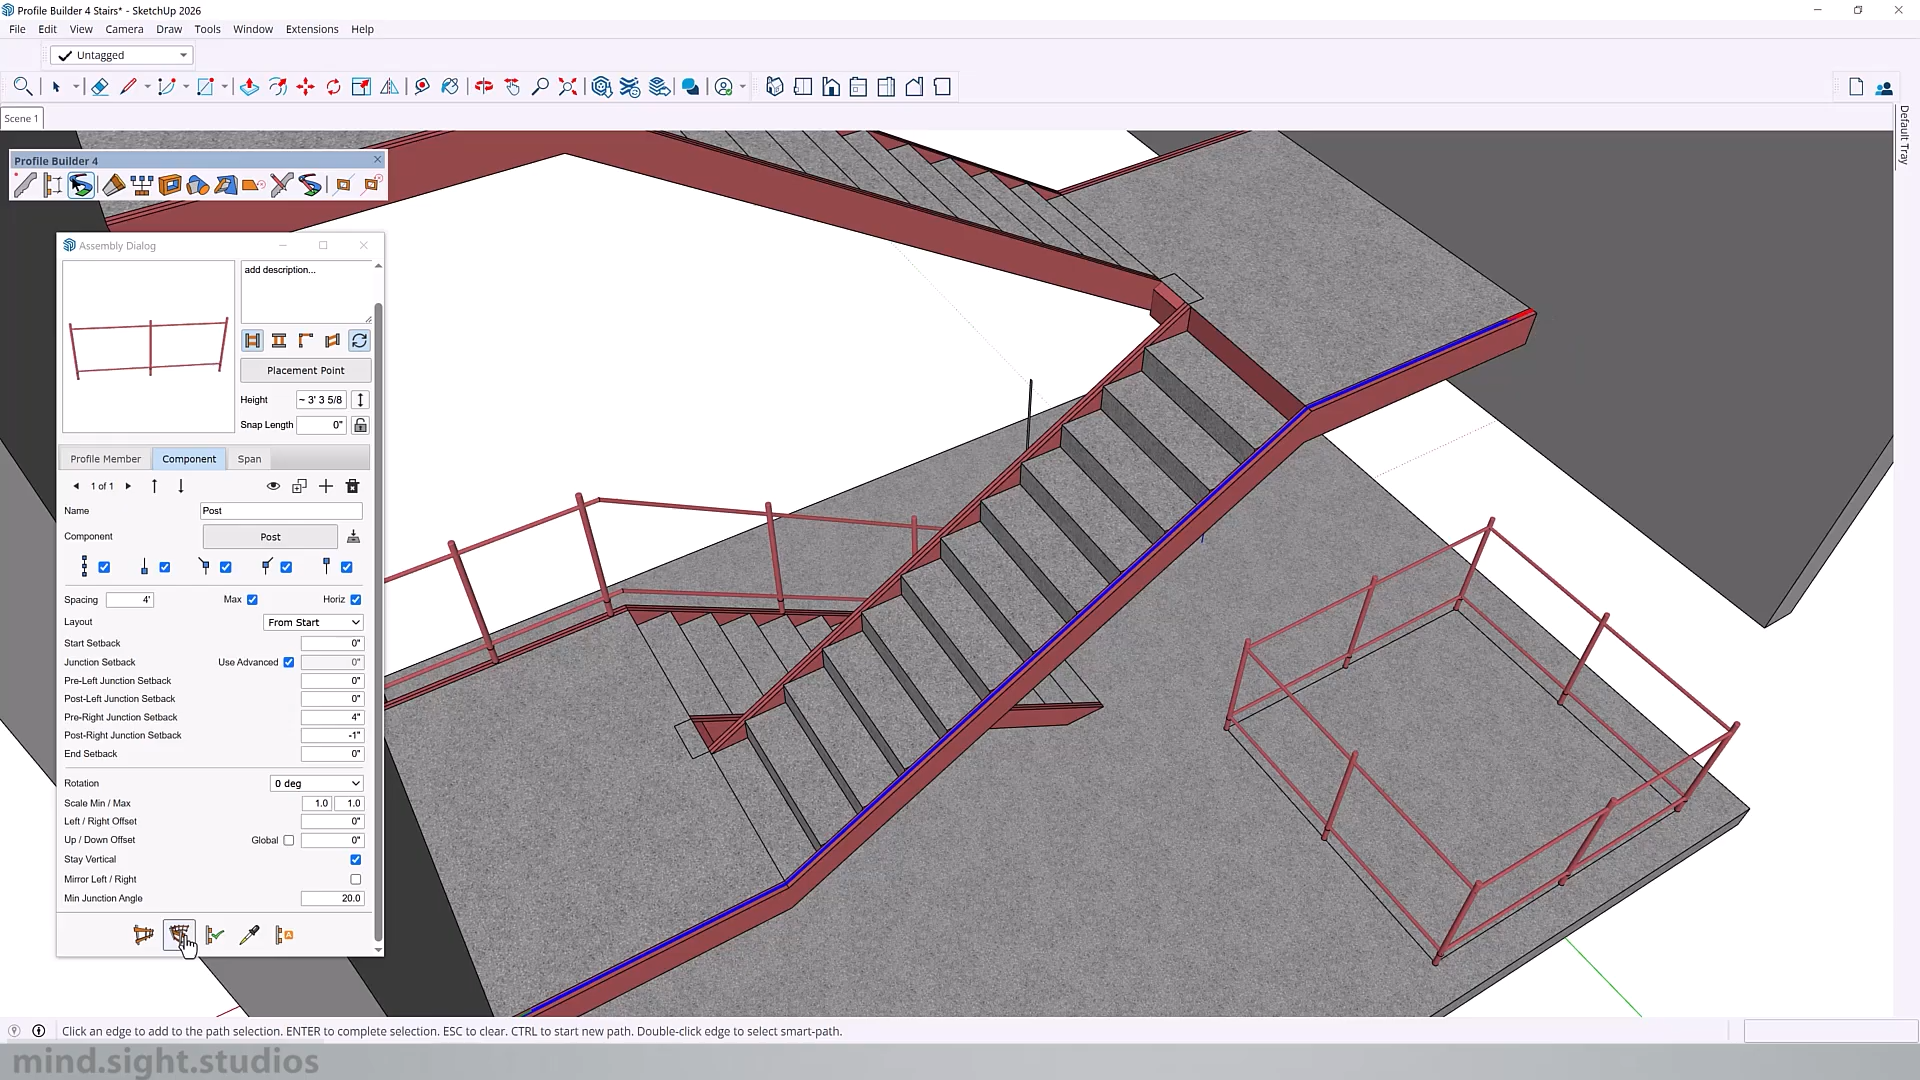 Profile Builder 4 Stairs* - SketchUp 2026
File Edit View Camera Draw Tools Window Extensions Help
Untagged
Scene 1
Default Tray
Profile Builder 4
Assembly Dialog
add description...
Placement Point
Height ~ 3' 3 5/8
Snap Length 0"
Profile Member Component Span
1 of 1
Name Post
Component Post
Spacing 4' Max Horiz
Layout From Start
Start Setback 0"
Junction Setback Use Advanced 0"
Pre-Left Junction Setback 0"
Post-Left Junction Setback 0"
Pre-Right Junction Setback 4"
Post-Right Junction Setback -1"
End Setback 0"
Rotation 0 deg
Scale Min / Max 1.0 1.0
Left / Right Offset 0"
Up / Down Offset Global 0"
Stay Vertical
Mirror Left / Right
Min Junction Angle 20.0
Click an edge to add to the path selection. ENTER to complete selection. ESC to clear. CTRL to start new path. Double-click edge to select smart-path.
mind.sight.studios